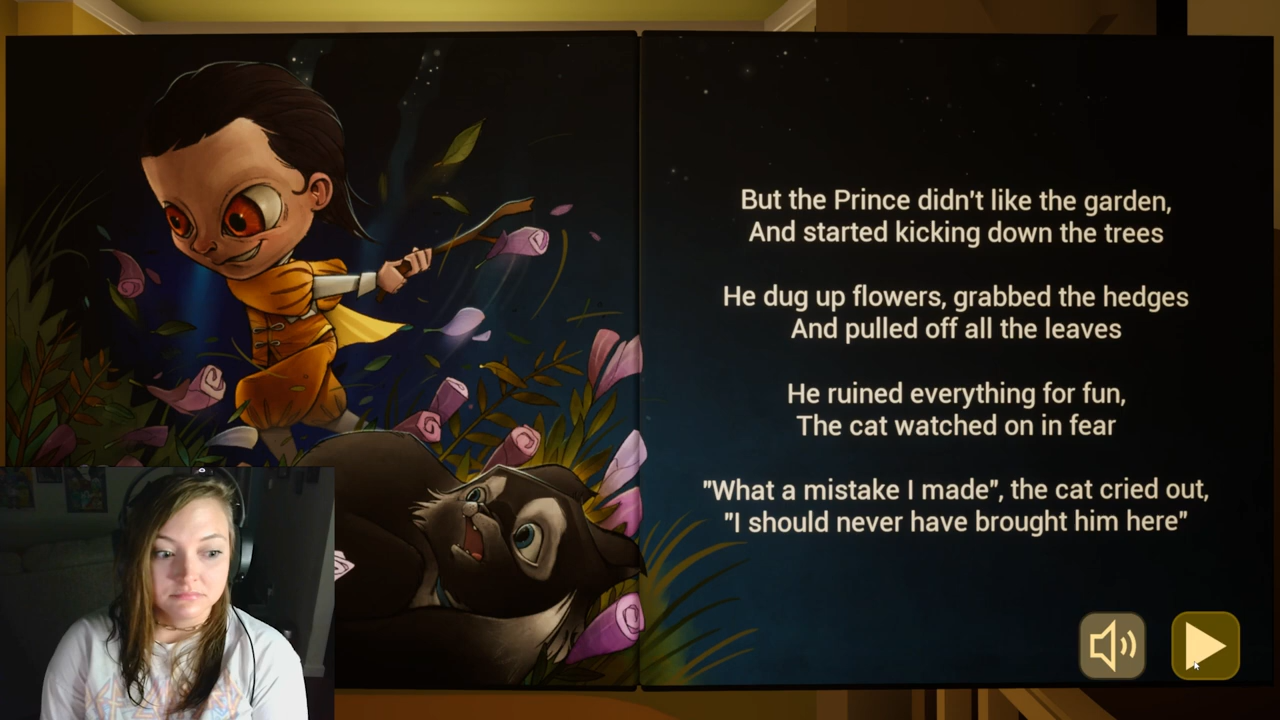 But the Prince didn't like the garden,
And started kicking down the trees
He dug up flowers, grabbed the hedges
And pulled off all the leaves
He ruined everything for fun,
The cat watched on in fear
"What a mistake I made", the cat cried out,
"I should never have brought him here"